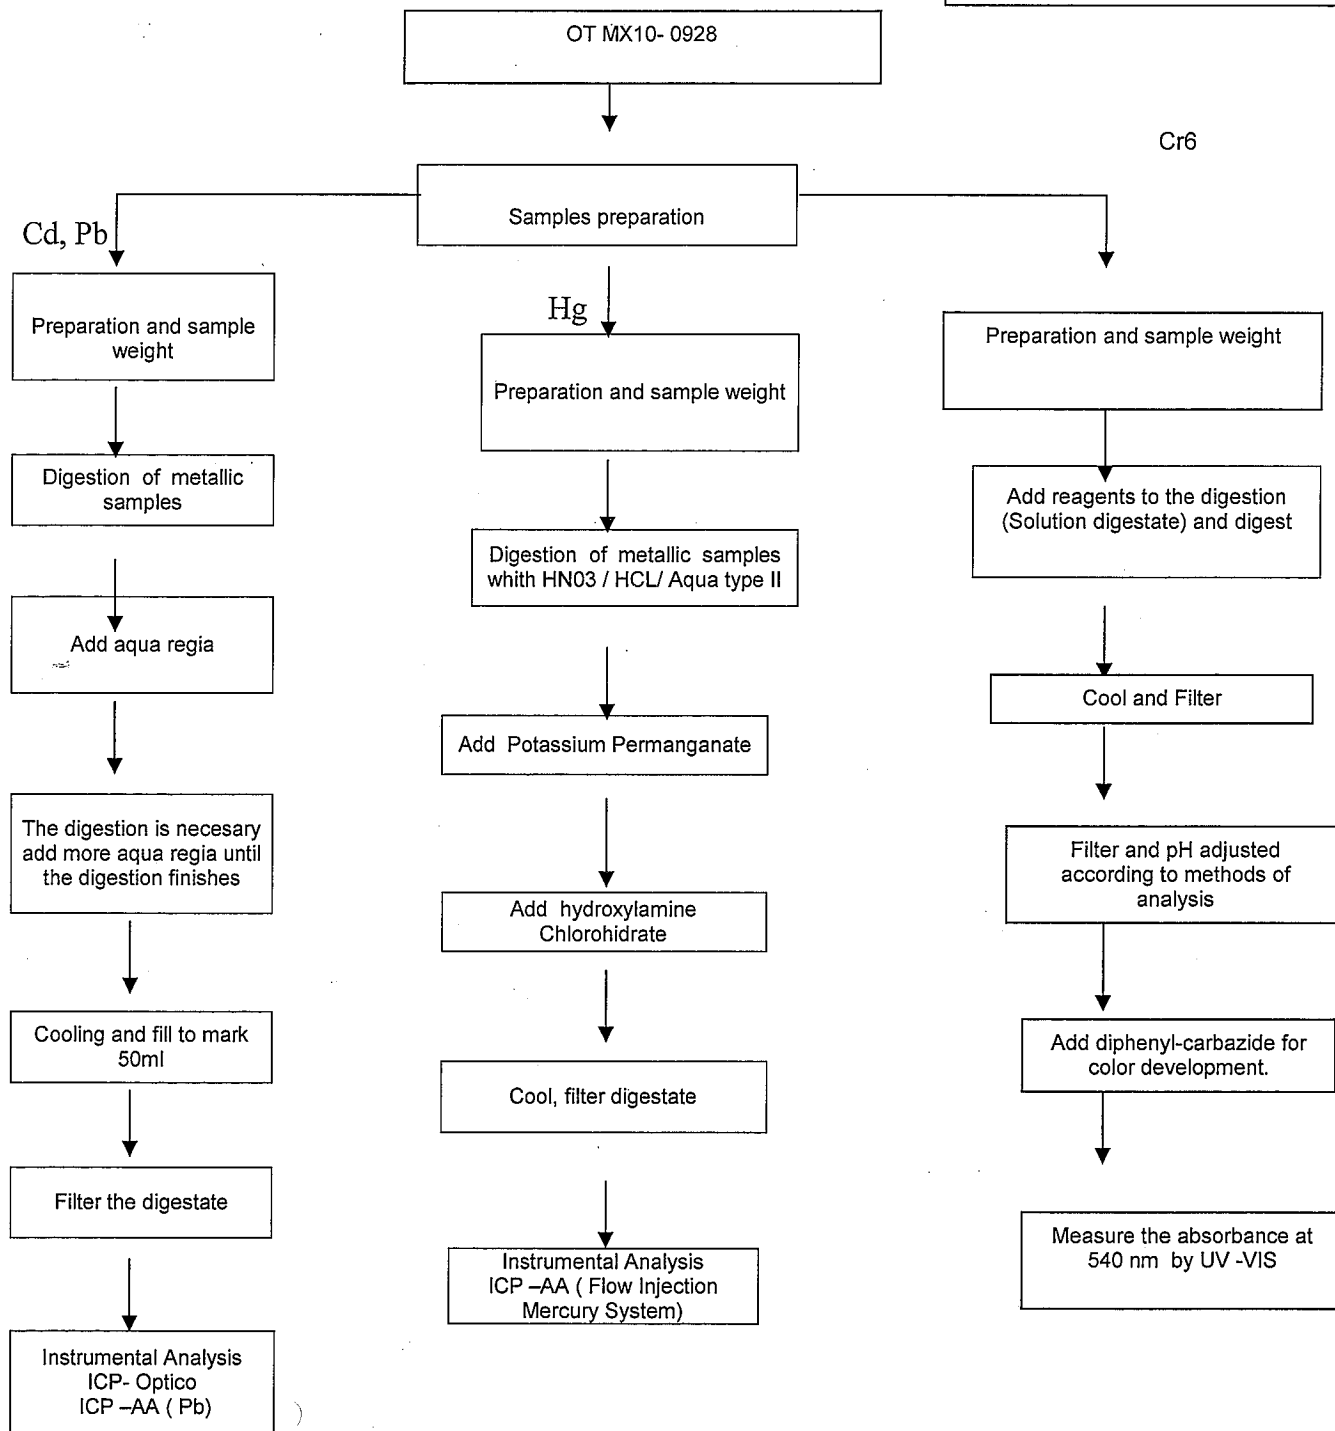 OT MX10- 0928
Samples preparation
Cd, Pb
Preparation and sample
weight
Digestion of metallic
samples
Add aqua regia
The digestion is necesary
add more aqua regia until
the digestion finishes
Cooling and fill to mark
50ml
Filter the digestate
Instrumental Analysis
ICP- Optico
ICP –AA ( Pb)
Hg
Preparation and sample weight
Digestion of metallic samples
whith HN03 / HCL/ Aqua type II
Add Potassium Permanganate
Add hydroxylamine
Chlorohidrate
Cool, filter digestate
Instrumental Analysis
ICP –AA ( Flow Injection
Mercury System)
Cr6
Preparation and sample weight
Add reagents to the digestion
(Solution digestate) and digest
Cool and Filter
Filter and pH adjusted
according to methods of
analysis
Add diphenyl-carbazide for
color development.
Measure the absorbance at
540 nm by UV -VIS